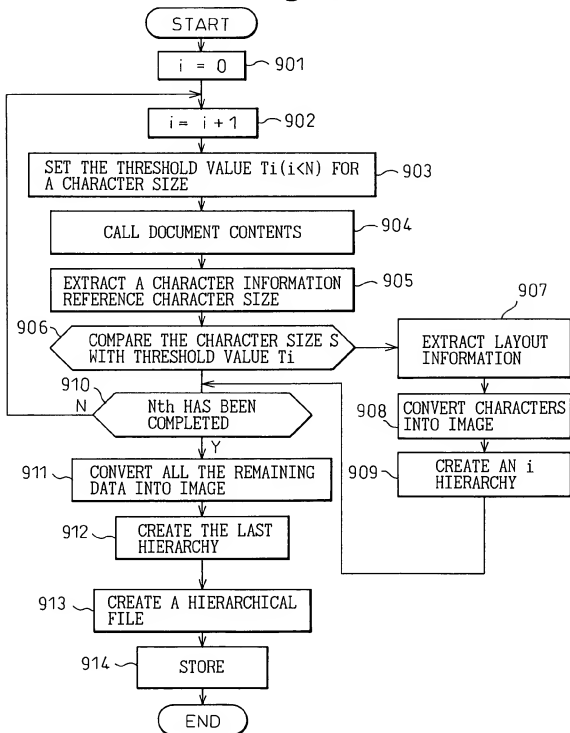 START
i = 0
901
i = i + 1
902
SET THE THRESHOLD VALUE Ti(i<N) FOR
A CHARACTER SIZE
903
CALL DOCUMENT CONTENTS
904
EXTRACT A CHARACTER INFORMATION
REFERENCE CHARACTER SIZE
905
906
COMPARE THE CHARACTER SIZE S
WITH THRESHOLD VALUE Ti
907
EXTRACT LAYOUT
INFORMATION
908
CONVERT CHARACTERS
INTO IMAGE
909
CREATE AN i
HIERARCHY
910
N
Nth HAS BEEN
COMPLETED
Y
911
CONVERT ALL THE REMAINING
DATA INTO IMAGE
912
CREATE THE LAST
HIERARCHY
913
CREATE A HIERARCHICAL
FILE
914
STORE
END